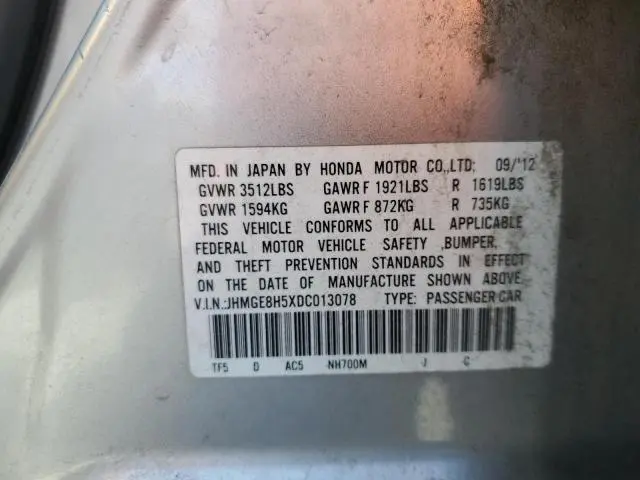 MFD. IN JAPAN BY HONDA MOTOR CO.,LTD. 09/'12
GVWR 3512LBS GAWR F 1921LBS R 1619LBS
GVWR 1594KG GAWR F 872KG R 735KG
THIS VEHICLE CONFORMS TO ALL APPLICABLE
FEDERAL MOTOR VEHICLE SAFETY ,BUMPER,
AND THEFT PREVENTION STANDARDS IN EFFECT
ON THE DATE OF MANUFACTURE SHOWN ABOVE.
V.I.N.:JHMGE8H5XDC013078 TYPE: PASSENGER CAR
TF5 D AC5 NH700M J C